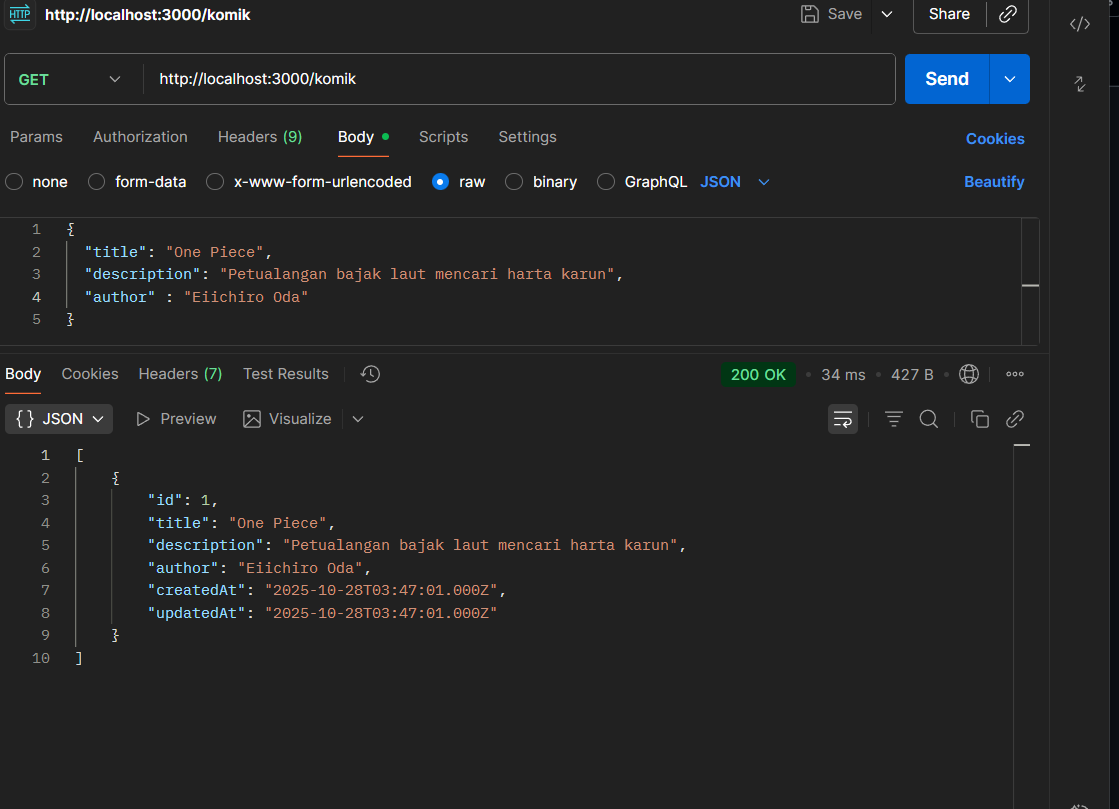 HTTP http://localhost:3000/komik Save Share
GET http://localhost:3000/komik Send
Params Authorization Headers (9) Body Scripts Settings Cookies
none form-data x-www-form-urlencoded raw binary GraphQL JSON Beautify
1 {
2 "title": "One Piece",
3 "description": "Petualangan bajak laut mencari harta karun",
4 "author" : "Eiichiro Oda"
5 }
Body Cookies Headers (7) Test Results 200 OK • 34 ms • 427 B •
{} JSON Preview Visualize
1 [
2 {
3 "id": 1,
4 "title": "One Piece",
5 "description": "Petualangan bajak laut mencari harta karun",
6 "author": "Eiichiro Oda",
7 "createdAt": "2025-10-28T03:47:01.000Z",
8 "updatedAt": "2025-10-28T03:47:01.000Z"
9 }
10 ]